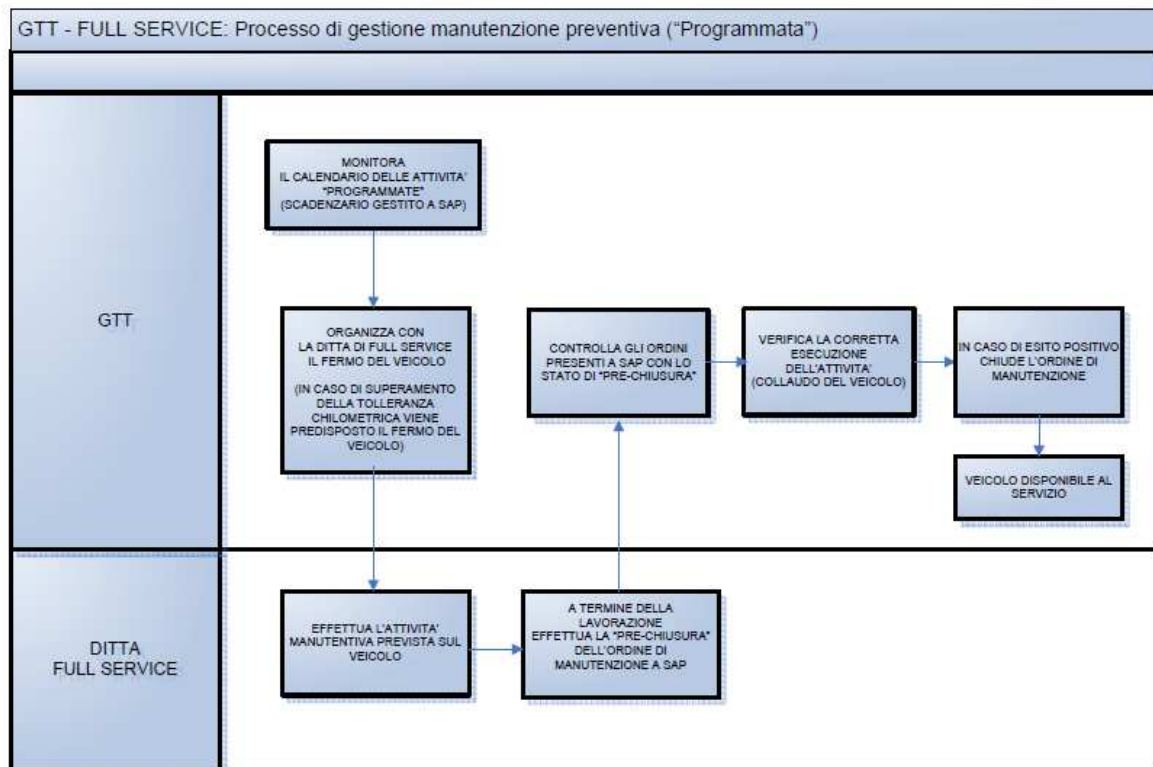 GTT - FULL SERVICE: Processo di gestione manutenzione preventiva (“Programmata”)
GTT
MONITORA
IL CALENDARIO DELLE ATTIVITA’
“PROGRAMMATE”
(SCADENZARIO GESTITO A SAP)
ORGANIZZA CON
LA DITTA DI FULL SERVICE
IL FERMO DEL VEICOLO
(IN CASO DI SUPERAMENTO
DELLA TOLLERANZA
CHILOMETRICA VIENE
PREDISPOSTO IL FERMO DEL
VEICOLO)
CONTROLLA GLI ORDINI
PRESENTI A SAP CON LO
STATO DI “PRE-CHIUSURA”
VERIFICA LA CORRETTA
ESECUZIONE
DELL’ATTIVITA’
(COLLAUDO DEL VEICOLO)
IN CASO DI ESITO POSITIVO
CHIUDE L’ORDINE DI
MANUTENZIONE
VEICOLO DISPONIBILE AL
SERVIZIO
DITTA
FULL SERVICE
EFFETTUA L’ATTIVITA’
MANUTENTIVA PREVISTA SUL
VEICOLO
A TERMINE DELLA
LAVORAZIONE
EFFETTUA LA “PRE-CHIUSURA”
DELL’ORDINE DI
MANUTENZIONE A SAP